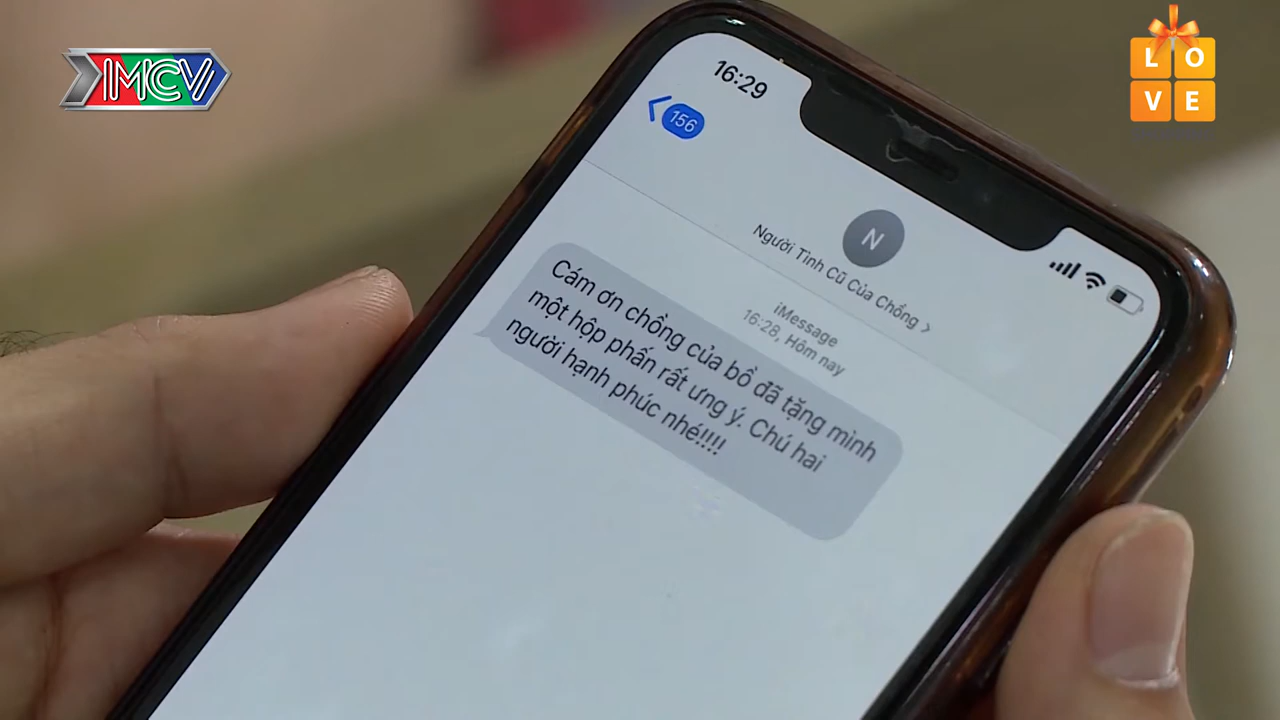 MCV
L O
V E
16:29
156
N
Người Tình Cũ Của Chồng
iMessage
16:28, Hôm nay
Cám ơn chồng của bồ đã tặng mình
một hộp phấn rất ưng ý. Chú hai
người hạnh phúc nhé!!!!